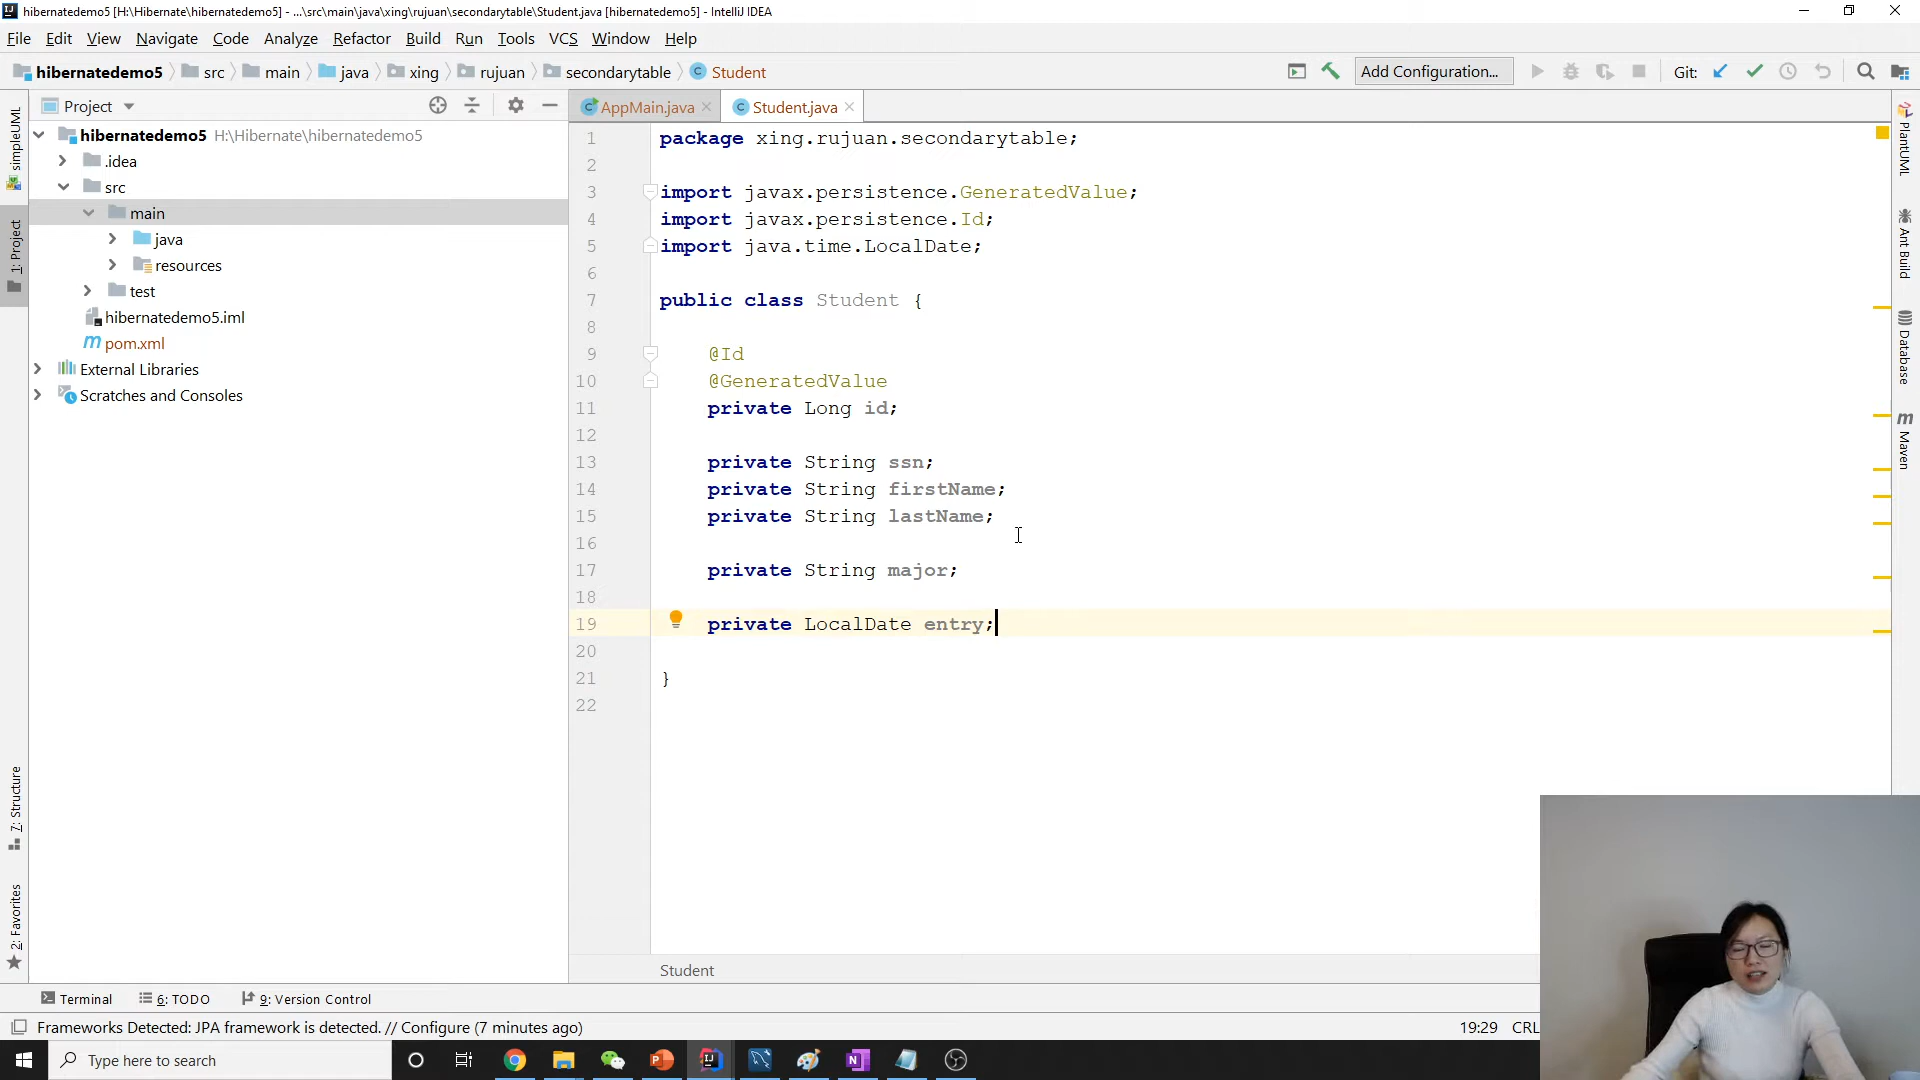 hibernatedemo5 [H:\Hibernate\hibernatedemo5] - ...\src\main\java\xing\rujuan\secondarytable\Student.java [hibernatedemo5] - IntelliJ IDEA
File Edit View Navigate Code Analyze Refactor Build Run Tools VCS Window Help
hibernatedemo5 src main java xing rujuan secondarytable Student
Add Configuration...
Git:
Project
AppMain.java
Student.java
hibernatedemo5 H:\Hibernate\hibernatedemo5
.idea
src
main
java
resources
test
hibernatedemo5.iml
pom.xml
External Libraries
Scratches and Consoles
simpleUML
1: Project
7: Structure
2: Favorites
1 package xing.rujuan.secondarytable;
2
3 import javax.persistence.GeneratedValue;
4 import javax.persistence.Id;
5 import java.time.LocalDate;
6
7 public class Student {
8
9 @Id
10 @GeneratedValue
11 private Long id;
12
13 private String ssn;
14 private String firstName;
15 private String lastName;
16
17 private String major;
18
19 private LocalDate entry;
20
21 }
22
Student
PlantUML
Ant Build
Database
Maven
Terminal
6: TODO
9: Version Control
Frameworks Detected: JPA framework is detected. // Configure (7 minutes ago)
19:29 CRL
Type here to search